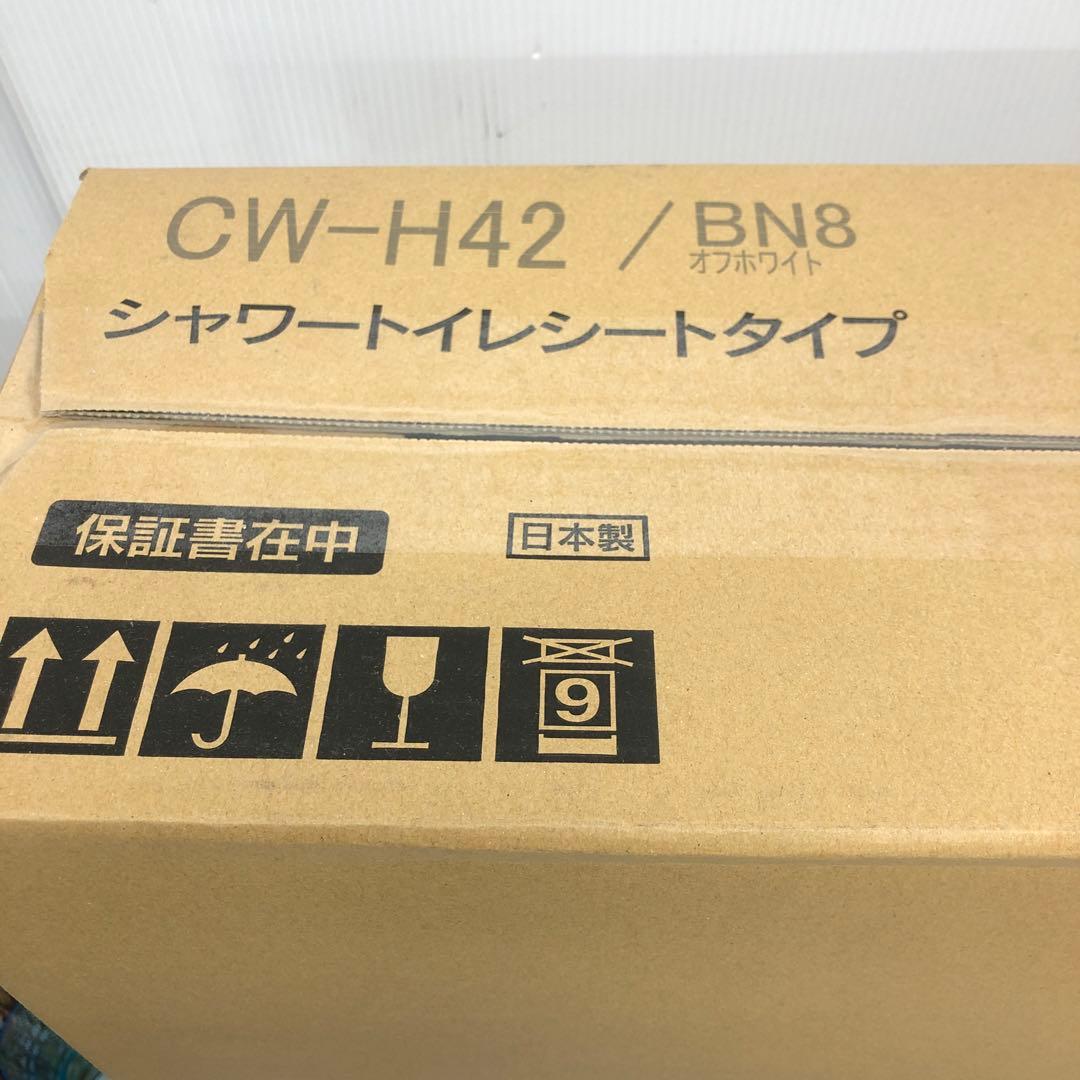 CW-H42 / BN8
オフホワイト
シャワートイレシートタイプ
保証書在中
日本製
9